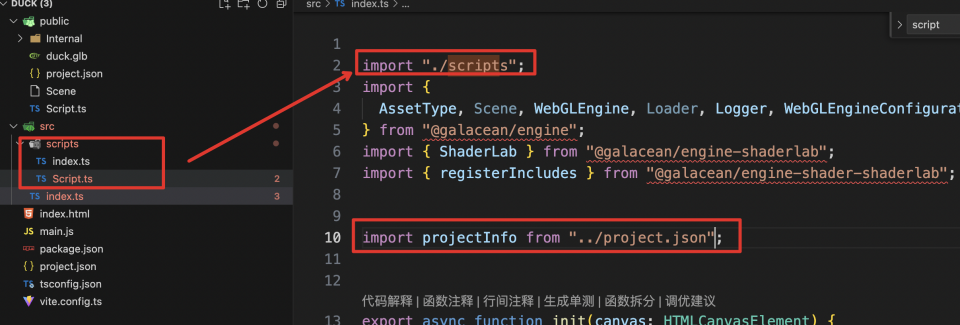 DUCK (3)
public
Internal
duck.glb
{ } project.json
Scene
TS Script.ts
src
scripts
TS index.ts
TS Script.ts 2
TS index.ts 3
index.html
JS main.js
package.json
{ } project.json
tsconfig.json
vite.config.ts
src > TS index.ts > ...
> script
1
2 import "./scripts";
3 import {
4 AssetType, Scene, WebGLEngine, Loader, Logger, WebGLEngineConfigurat
5 } from "@galacean/engine";
6 import { ShaderLab } from "@galacean/engine-shaderlab";
7 import { registerIncludes } from "@galacean/engine-shader-shaderlab";
8
9
10 import projectInfo from "../project.json";
11
12
代码解释 | 函数注释 | 行间注释 | 生成单测 | 函数拆分 | 调优建议
13 export async function init(canvas: HTMLCanvasElement) {